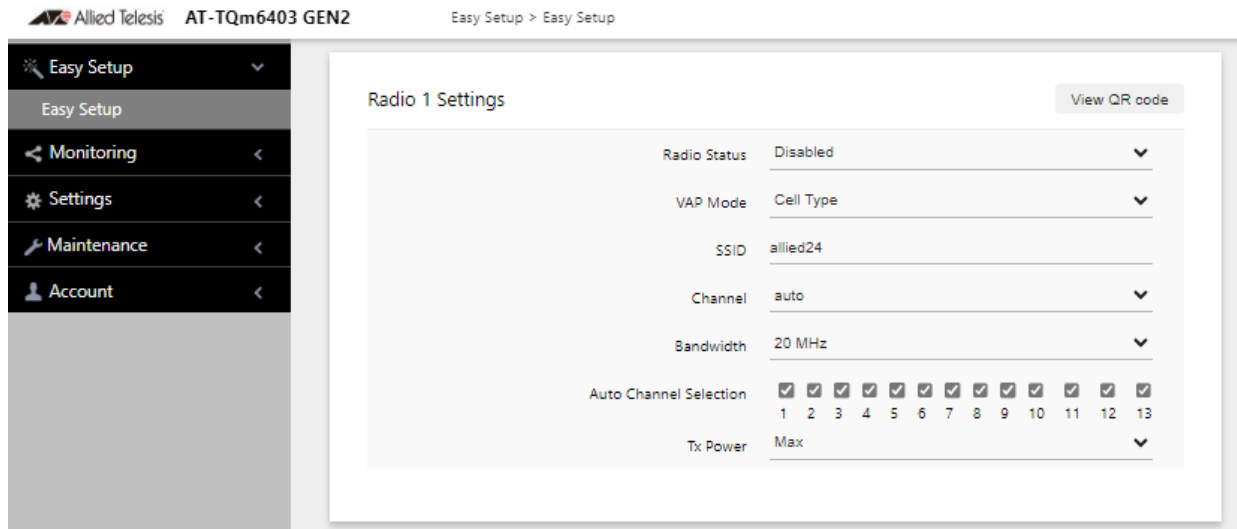 Allied Telesis AT-TQm6403 GEN2 Easy Setup > Easy Setup
Easy Setup
Easy Setup
Monitoring
Settings
Maintenance
Account
Radio 1 Settings View QR code
Radio Status Disabled
VAP Mode Cell Type
SSID allied24
Channel auto
Bandwidth 20 MHz
Auto Channel Selection
1 2 3 4 5 6 7 8 9 10 11 12 13
Tx Power Max